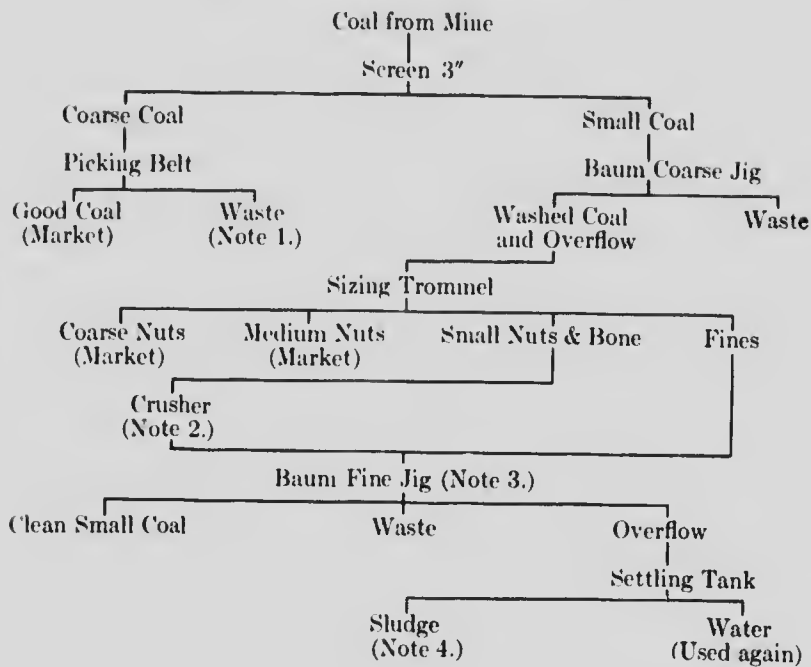 Coal from Mine
Screen 3"
Coarse Coal
Small Coal
Picking Belt
Baum Coarse Jig
Good Coal
(Market)
Waste
(Note 1.)
Washed Coal
and Overflow
Waste
Sizing Trommel
Coarse Nuts
(Market)
Medium Nuts
(Market)
Small Nuts & Bone
Fines
Crusher
(Note 2.)
Baum Fine Jig (Note 3.)
Clean Small Coal
Waste
Overflow
Settling Tank
Sludge
(Note 4.)
Water
(Used again)